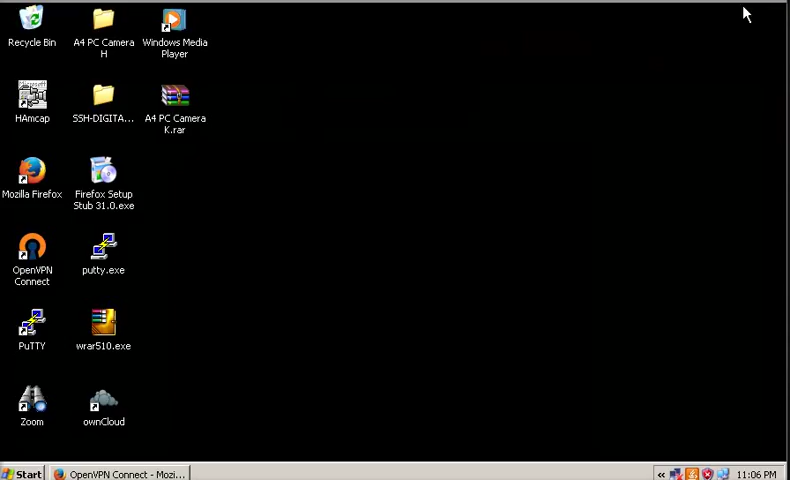 Recycle Bin
A4 PC Camera
H
Windows Media
Player
HAmcap
SSH-DIGITA...
A4 PC Camera
K.rar
Mozilla Firefox
Firefox Setup
Stub 31.0.exe
OpenVPN
Connect
putty.exe
PuTTY
wrar510.exe
Zoom
ownCloud
Start
OpenVPN Connect - Mozi...
«
11:06 PM